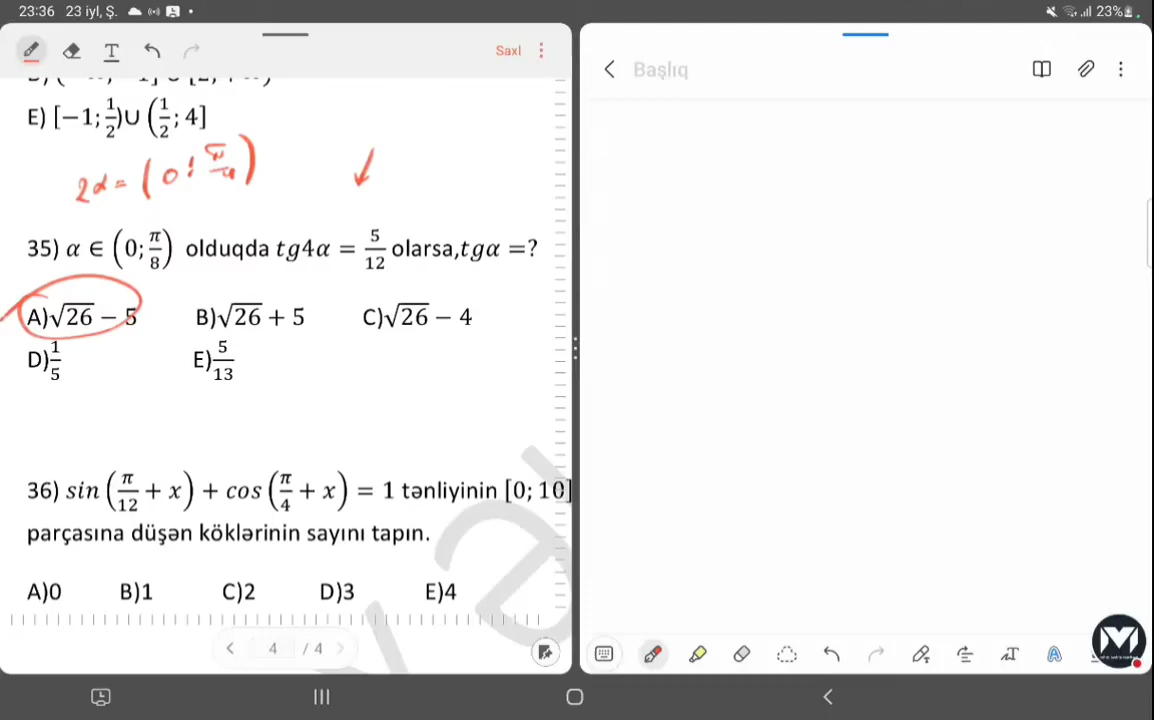 23:36 23 iyl, Ş.
23%
Saxl
E) [−1; 1/2) ∪ (1/2; 4]
2α = (0; π/4)
35) α ∈ (0; π/8) olduqda tg4α = 5/12 olarsa,tgα =?
A)√26 − 5 B)√26 + 5 C)√26 − 4
D)1/5 E)5/13
36) sin (π/12 + x) + cos (π/4 + x) = 1 tənliyinin [0; 10]
parçasına düşən köklərinin sayını tapın.
A)0 B)1 C)2 D)3 E)4
4 / 4
Başlıq